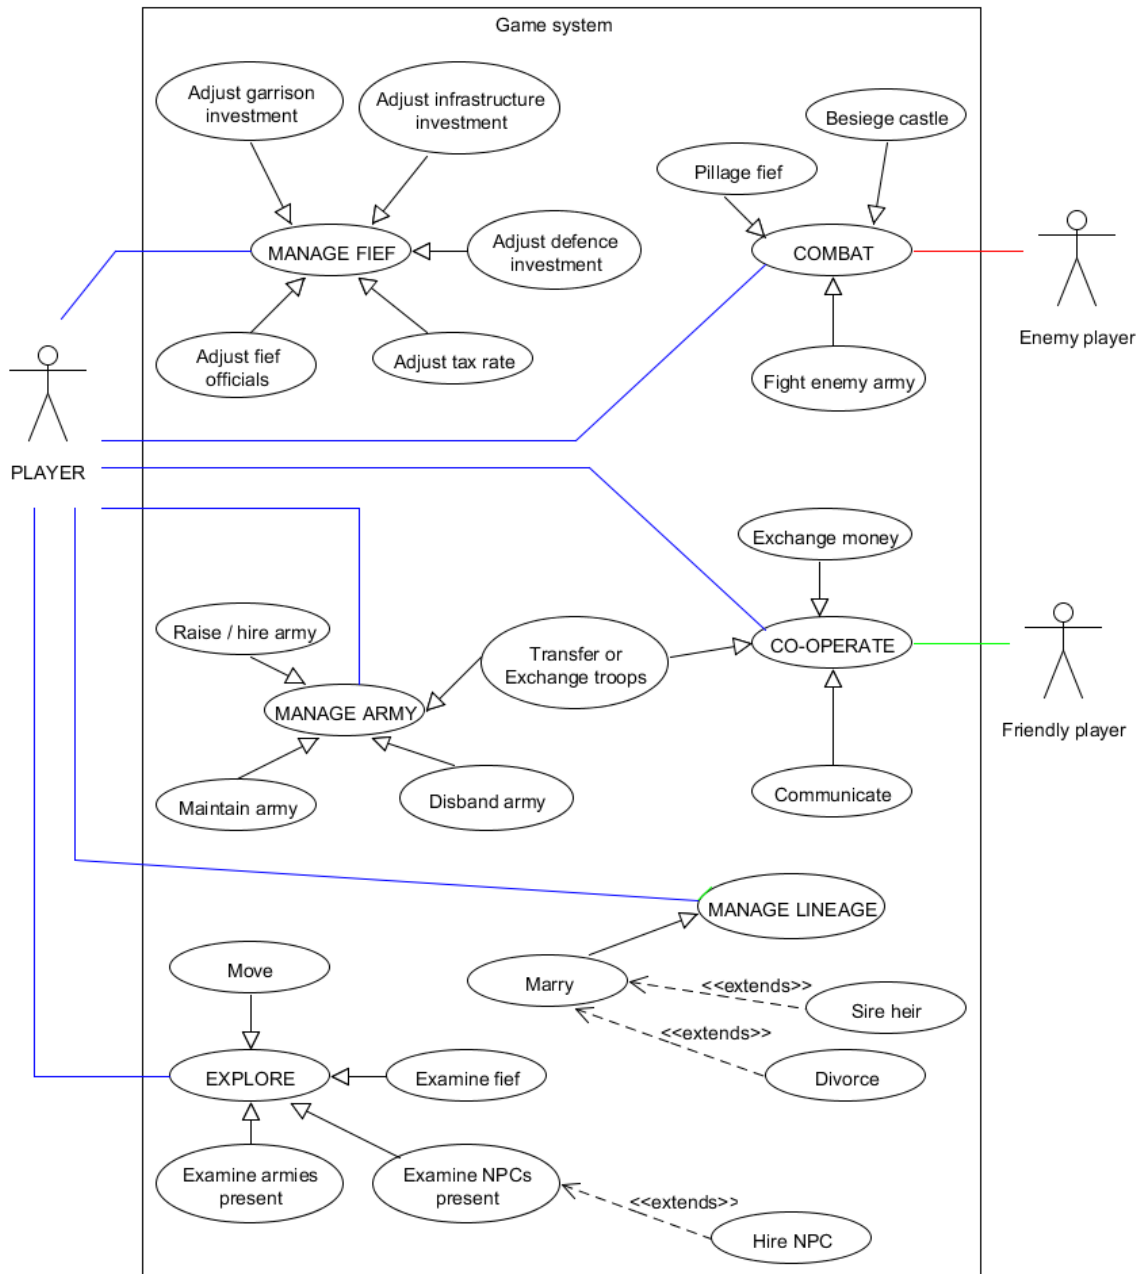 Game system
Adjust garrison
investment
Adjust infrastructure
investment
Besiege castle
Pillage fief
MANAGE FIEF
Adjust defence
investment
COMBAT
Enemy player
Adjust fief
officials
Adjust tax rate
Fight enemy army
PLAYER
Exchange money
Raise / hire army
Transfer or
Exchange troops
CO-OPERATE
MANAGE ARMY
Friendly player
Maintain army
Disband army
Communicate
MANAGE LINEAGE
Move
Marry
<<extends>>
Sire heir
<<extends>>
EXPLORE
Examine fief
Divorce
Examine armies
present
Examine NPCs
present
<<extends>>
Hire NPC